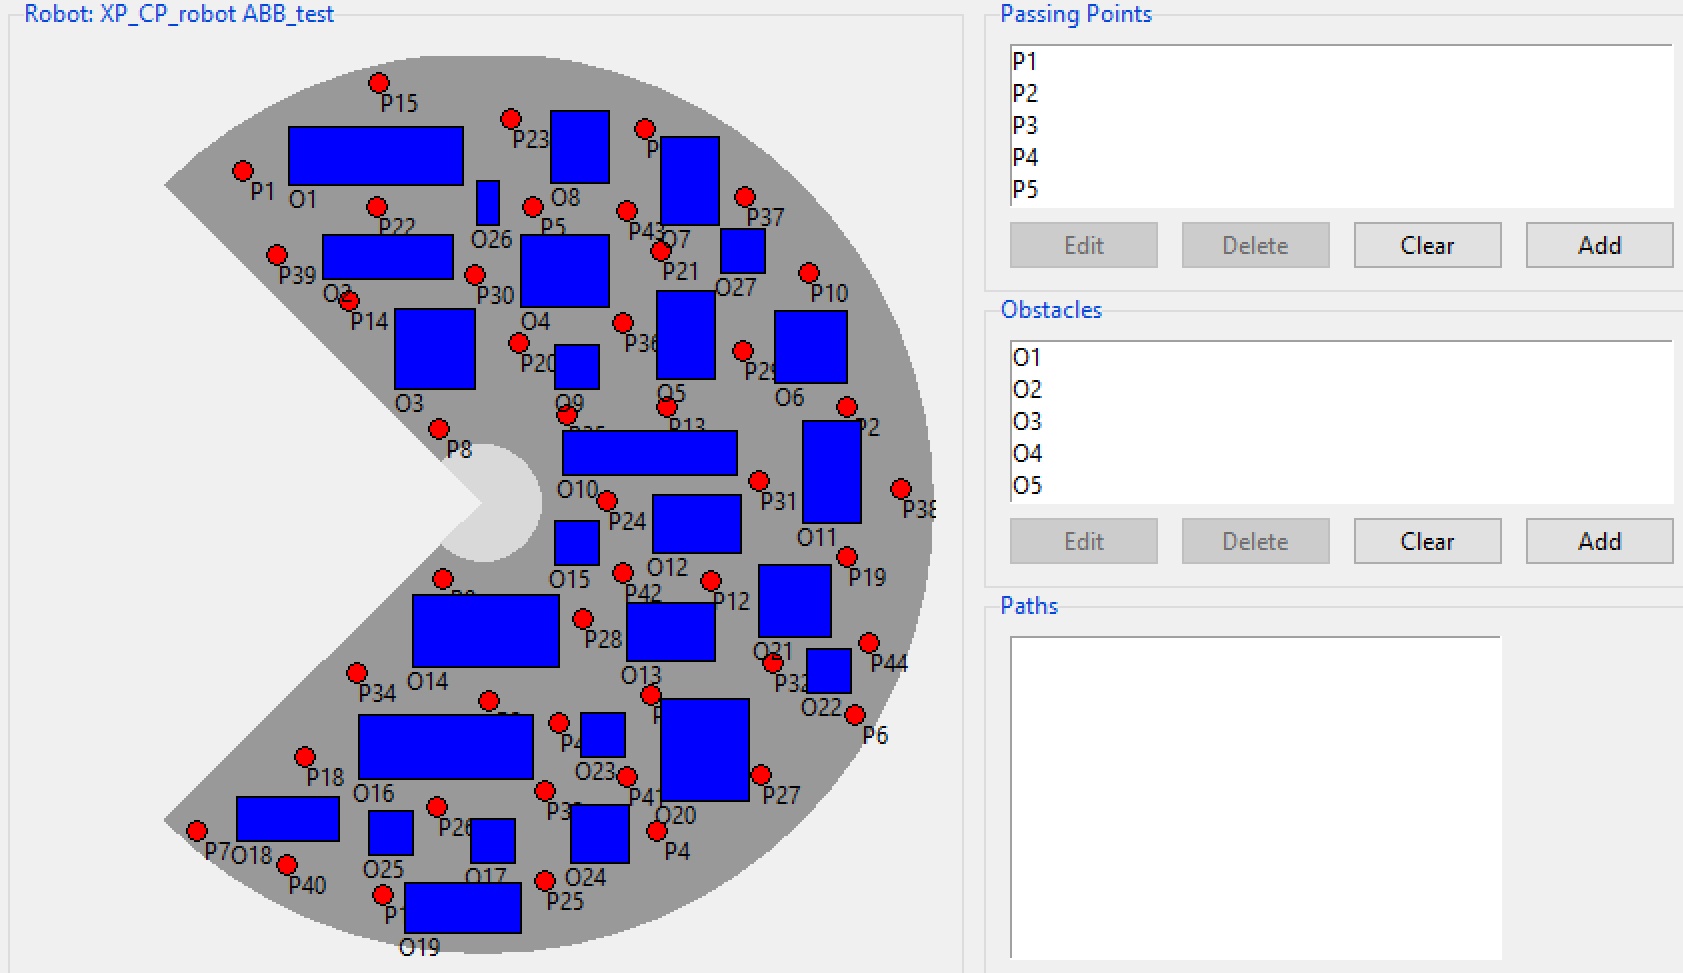 Robot: XP_CP_robot ABB_test
P15
P23
P1
O1
O8
P22
O26
P5
P43
O7
P37
P39
P30
P21
O27
P10
O2
P14
O4
P20
P36
P29
O3
O9
O5
O6
P13
P2
P8
O10
P24
P31
P38
O11
O15
O12
P42
P12
P19
P28
O14
O13
O21
P32
P44
P34
O22
P6
P18
O16
O23
P41
P27
O20
P26
P7
O18
O25
O17
O24
P4
P40
P25
O19
Passing Points
P1
P2
P3
P4
P5
Edit Delete Clear Add
Obstacles
O1
O2
O3
O4
O5
Edit Delete Clear Add
Paths